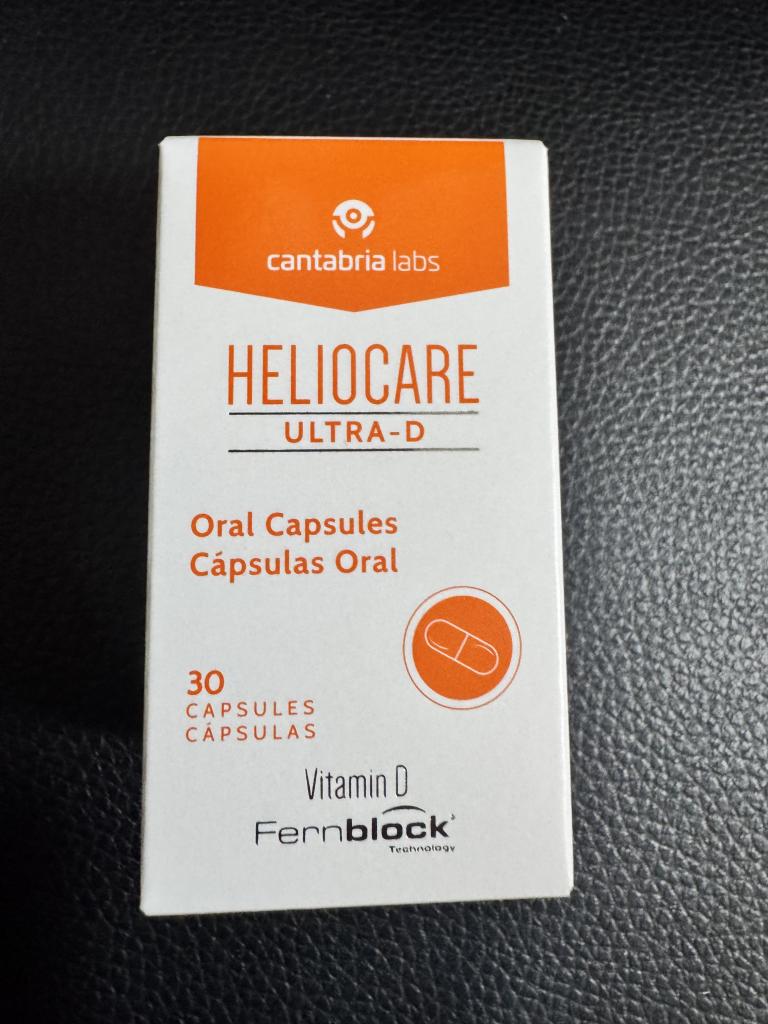 cantabria labs
HELIOCARE
ULTRA-D
Oral Capsules
Cápsulas Oral
30
CAPSULES
CÁPSULAS
Vitamin D
Fernblock
Technology